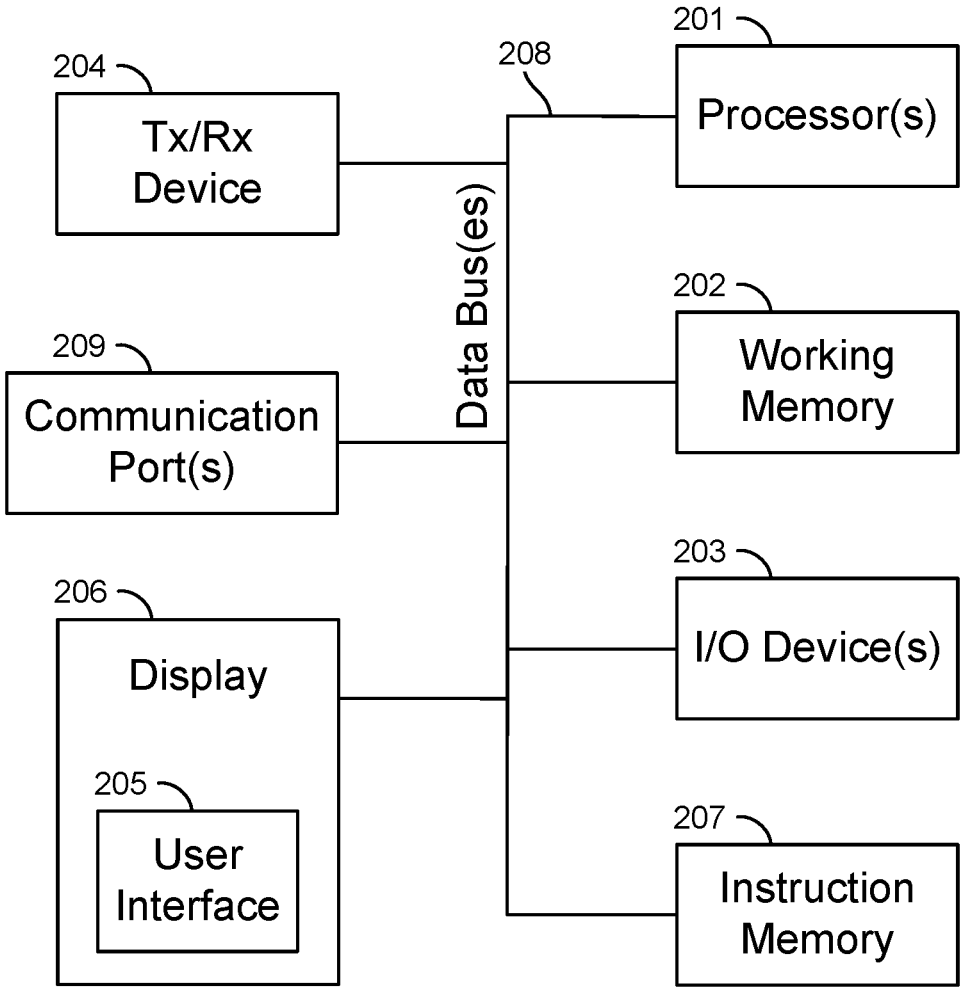 201
Processor(s)
204
Tx/Rx
Device
208
Data Bus(es)
202
Working
Memory
209
Communication
Port(s)
203
I/O Device(s)
206
Display
205
User
Interface
207
Instruction
Memory